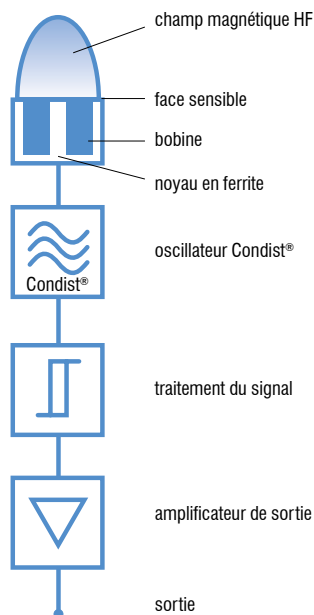 champ magnétique HF
face sensible
bobine
noyau en ferrite
oscillateur Condist®
Condist®
traitement du signal
amplificateur de sortie
sortie